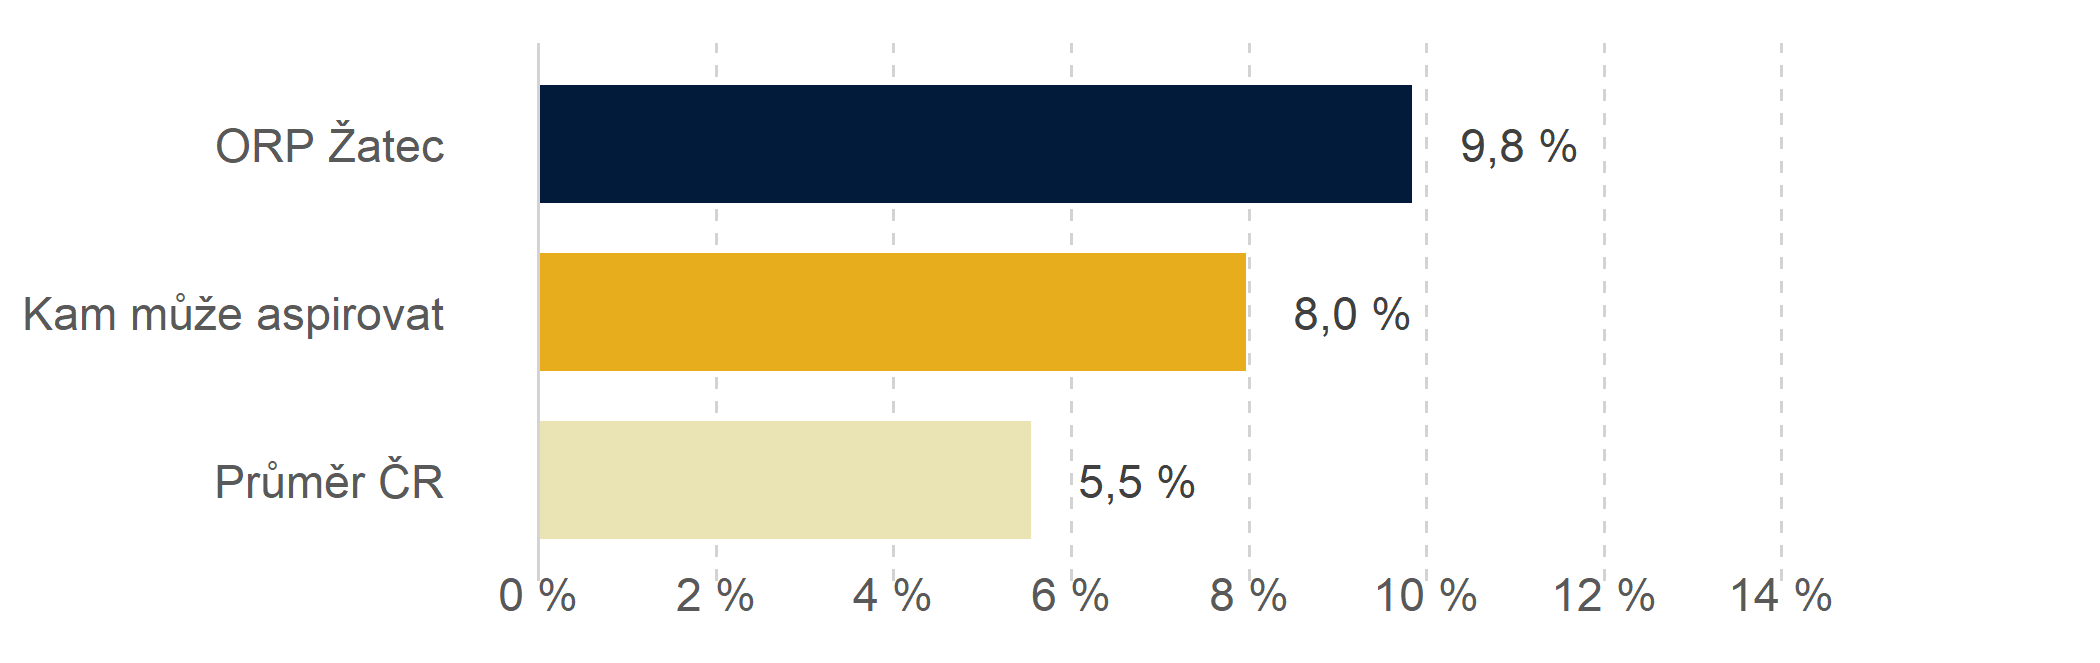 ORP Žatec
9,8 %
Kam může aspirovat
8,0 %
Průměr ČR
5,5 %
0 % 2 % 4 % 6 % 8 % 10 % 12 % 14 %